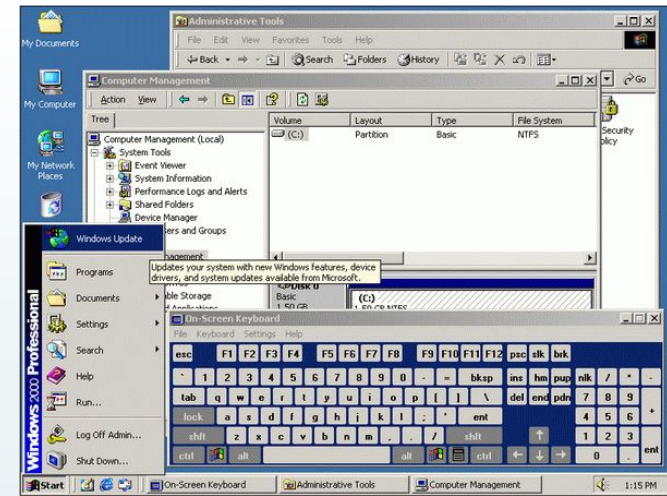 My Documents
My Computer
My Network
Places
Administrative Tools
File Edit View Favorites Tools Help
Back
Search Folders History
Go
Security
olicy
Computer Management
Action View
Tree
Computer Management (Local)
System Tools
Event Viewer
System Information
Performance Logs and Alerts
Shared Folders
Device Manager
sers and Groups
nagement
ble Storage
Volume Layout Type File System
(C:) Partition Basic NTFS
Disk 0
Basic
1.50 GB
(C:)
1.50 GB NTFS
Windows 2000 Professional
Windows Update
Updates your system with new Windows features, device
drivers, and system updates available from Microsoft.
Programs
Documents
Settings
Search
Help
Run...
Log Off Admin...
Shut Down...
On-Screen Keyboard
File Keyboard Settings Help
esc F1 F2 F3 F4 F5 F6 F7 F8 F9 F10 F11 F12 psc slk brk
` 1 2 3 4 5 6 7 8 9 0 - = bksp ins hm pup nlk / * -
tab q w e r t y u i o p [ ] \ del end pdn 7 8 9 +
lock a s d f g h j k l ; ' ent 4 5 6
shft z x c v b n m , . / shft 1 2 3 ent
ctrl alt alt ctrl 0 .
Start
On-Screen Keyboard
Administrative Tools
Computer Management
1:15 PM